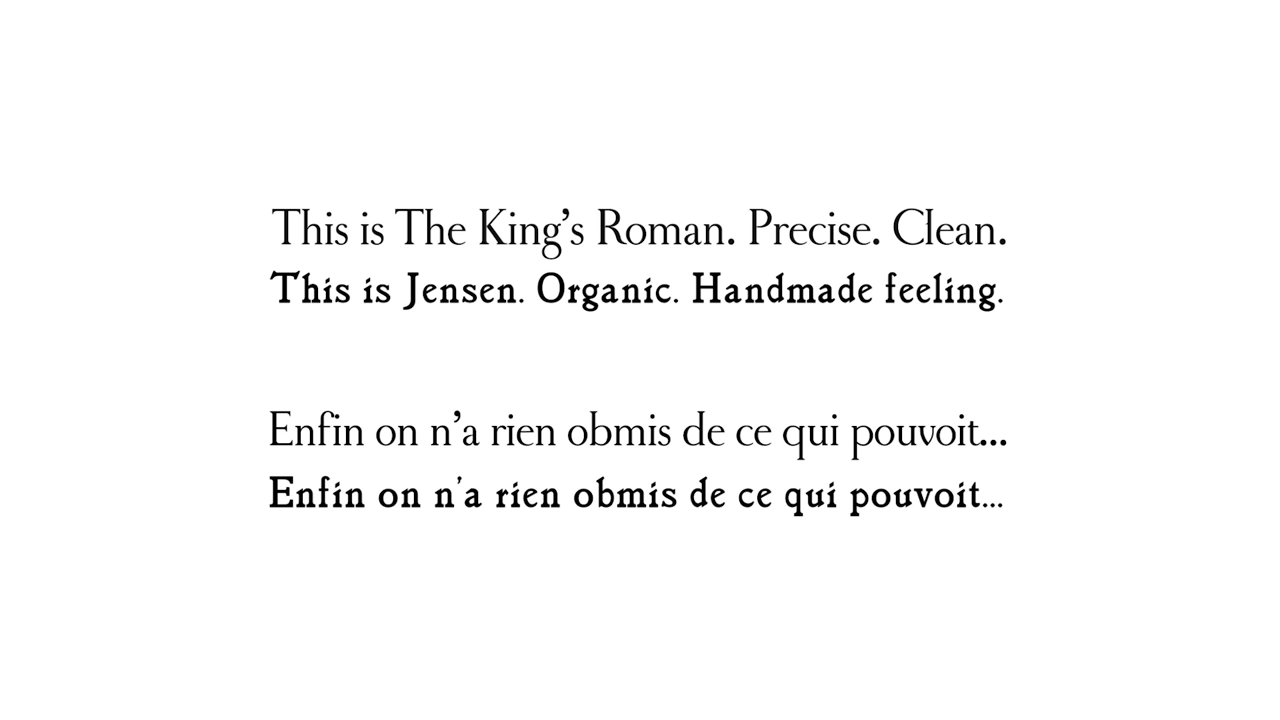 This is The King’s Roman. Precise. Clean.
This is Jensen. Organic. Handmade feeling.
Enfin on n’a rien obmis de ce qui pouvoit...
Enfin on n'a rien obmis de ce qui pouvoit...